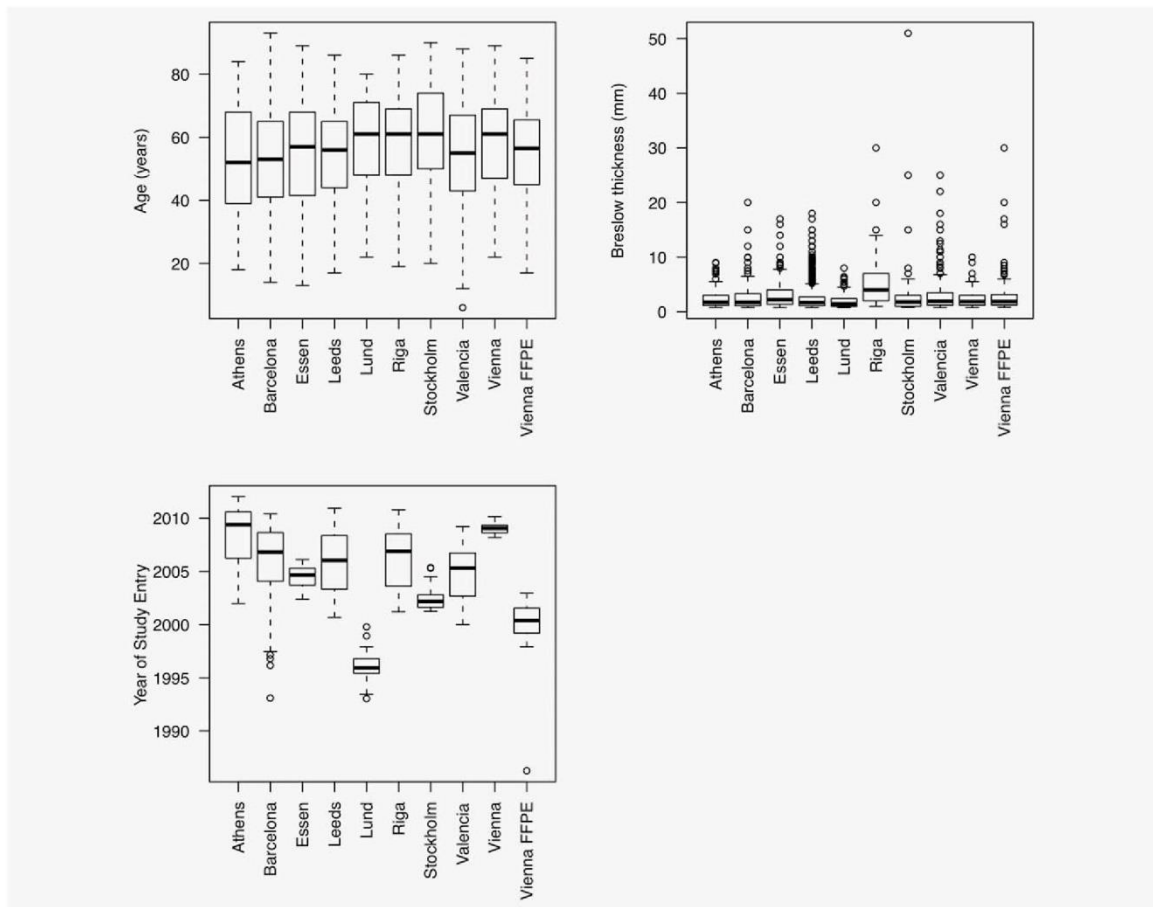 Age (years)
80
60
40
20
Athens
Barcelona
Essen
Leeds
Lund
Riga
Stockholm
Valencia
Vienna
Vienna FFPE
Breslow thickness (mm)
50
40
30
20
10
0
Athens
Barcelona
Essen
Leeds
Lund
Riga
Stockholm
Valencia
Vienna
Vienna FFPE
Year of Study Entry
2010
2005
2000
1995
1990
Athens
Barcelona
Essen
Leeds
Lund
Riga
Stockholm
Valencia
Vienna
Vienna FFPE